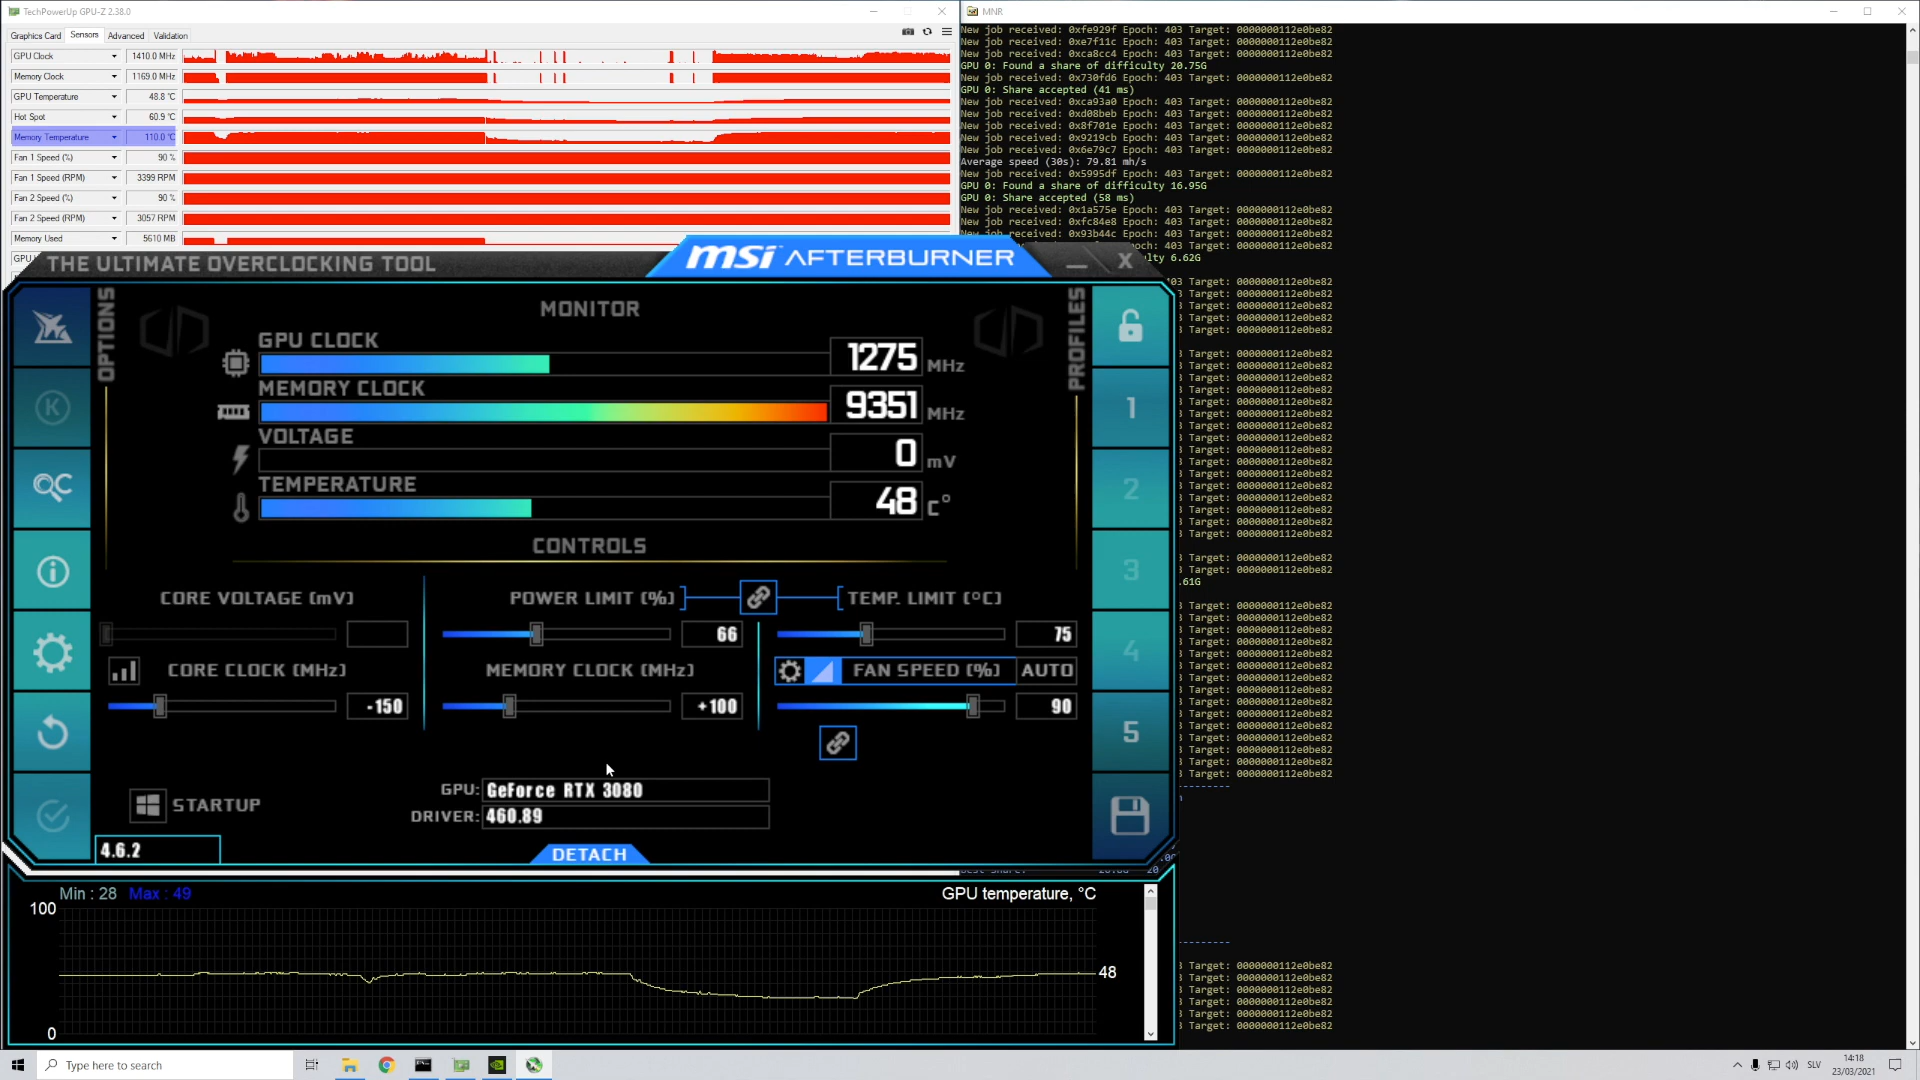 TechPowerUp GPU-Z 2.38.0
Graphics Card
Sensors
Advanced
Validation
GPU Clock 1410.0 MHz
Memory Clock 1169.0 MHz
GPU Temperature 48.8 °C
Hot Spot 60.9 °C
Memory Temperature 110.0 °C
Fan 1 Speed (%) 90 %
Fan 1 Speed (RPM) 3399 RPM
Fan 2 Speed (%) 90 %
Fan 2 Speed (RPM) 3057 RPM
Memory Used 5610 MB
MNR
New job received: 0xfe929f Epoch: 403 Target: 0000000112e0be82
New job received: 0xe7f11c Epoch: 403 Target: 0000000112e0be82
New job received: 0xca8cc4 Epoch: 403 Target: 0000000112e0be82
GPU 0: Found a share of difficulty 20.75G
New job received: 0x730fd6 Epoch: 403 Target: 0000000112e0be82
GPU 0: Share accepted (41 ms)
New job received: 0xca93a0 Epoch: 403 Target: 0000000112e0be82
New job received: 0xd08beb Epoch: 403 Target: 0000000112e0be82
New job received: 0x8f701e Epoch: 403 Target: 0000000112e0be82
New job received: 0x9219cb Epoch: 403 Target: 0000000112e0be82
New job received: 0x6e79c7 Epoch: 403 Target: 0000000112e0be82
Average speed (30s): 79.81 mh/s
New job received: 0x5995df Epoch: 403 Target: 0000000112e0be82
GPU 0: Found a share of difficulty 16.95G
GPU 0: Share accepted (58 ms)
New job received: 0x1a575e Epoch: 403 Target: 0000000112e0be82
New job received: 0xfc84e8 Epoch: 403 Target: 0000000112e0be82
New job received: 0x93b44c Epoch: 403 Target: 0000000112e0be82
THE ULTIMATE OVERCLOCKING TOOL
msi AFTERBURNER
X
OPTIONS
K
OC
MONITOR
GPU CLOCK
1275 MHz
MEMORY CLOCK
9351 MHz
VOLTAGE
0 mV
TEMPERATURE
48 C°
CONTROLS
CORE VOLTAGE (mV)
POWER LIMIT (%)
TEMP. LIMIT (°C)
66
75
CORE CLOCK (MHz)
MEMORY CLOCK (MHz)
FAN SPEED (%)
AUTO
-150
+100
90
STARTUP
GPU: GeForce RTX 3080
DRIVER: 460.89
4.6.2
DETACH
PROFILES
1
2
3
4
5
Min : 28 Max : 49
GPU temperature, °C
100
48
0
Type here to search
SLV
14:18
23/03/2021